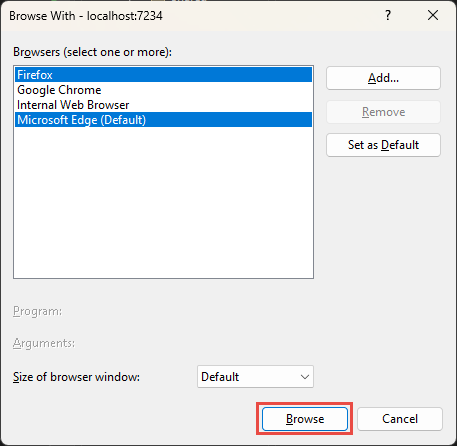 Browse With - localhost:7234
?
Browsers (select one or more):
Firefox
Google Chrome
Internal Web Browser
Microsoft Edge (Default)
Add...
Remove
Set as Default
Program:
Arguments:
Size of browser window:
Default
Browse
Cancel